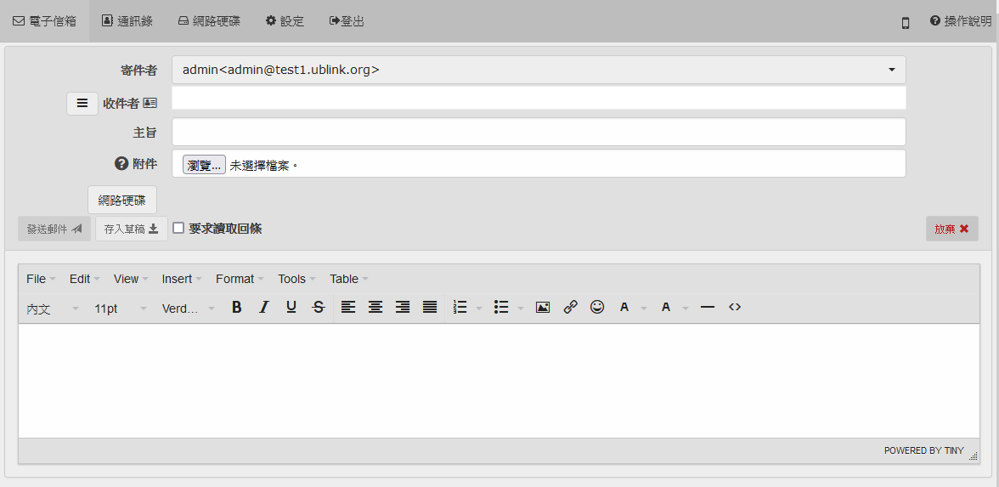 電子信箱 通訊錄 網路硬碟 設定 登出 操作說明
寄件者 admin<admin@test1.ublink.org>
收件者
主旨
附件 瀏覽... 未選擇檔案。
網路硬碟
發送郵件 存入草稿 要求讀取回條 放棄
File Edit View Insert Format Tools Table
內文 11pt Verd... B I U S A A
POWERED BY TINY